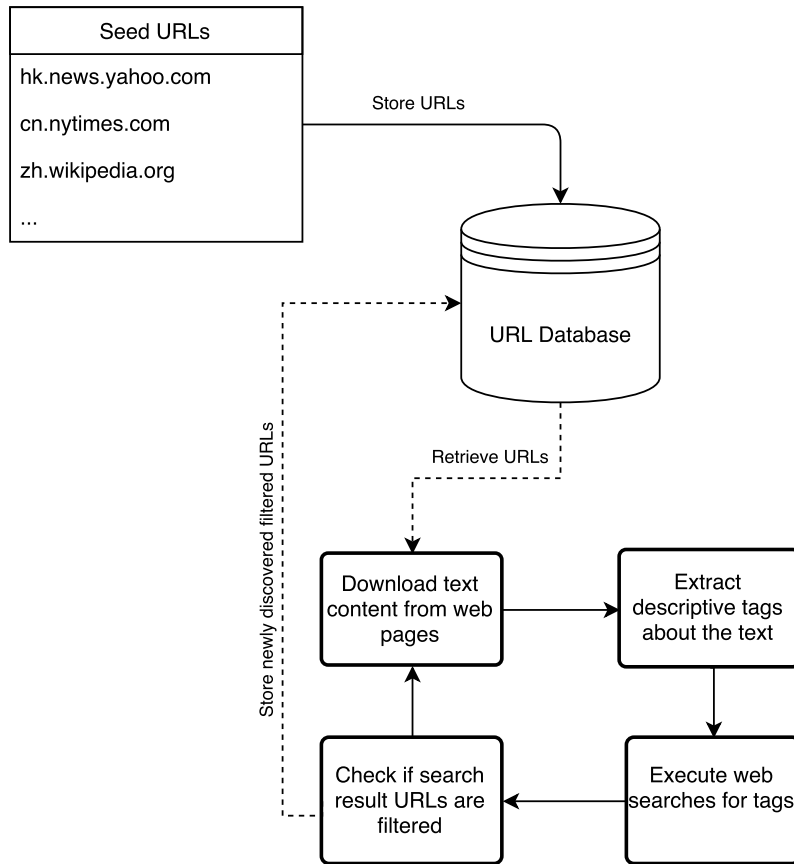 Seed URLs
hk.news.yahoo.com
cn.nytimes.com
zh.wikipedia.org
...
Store URLs
URL Database
Retrieve URLs
Store newly discovered filtered URLs
Download text
content from web
pages
Extract
descriptive tags
about the text
Check if search
result URLs are
filtered
Execute web
searches for tags